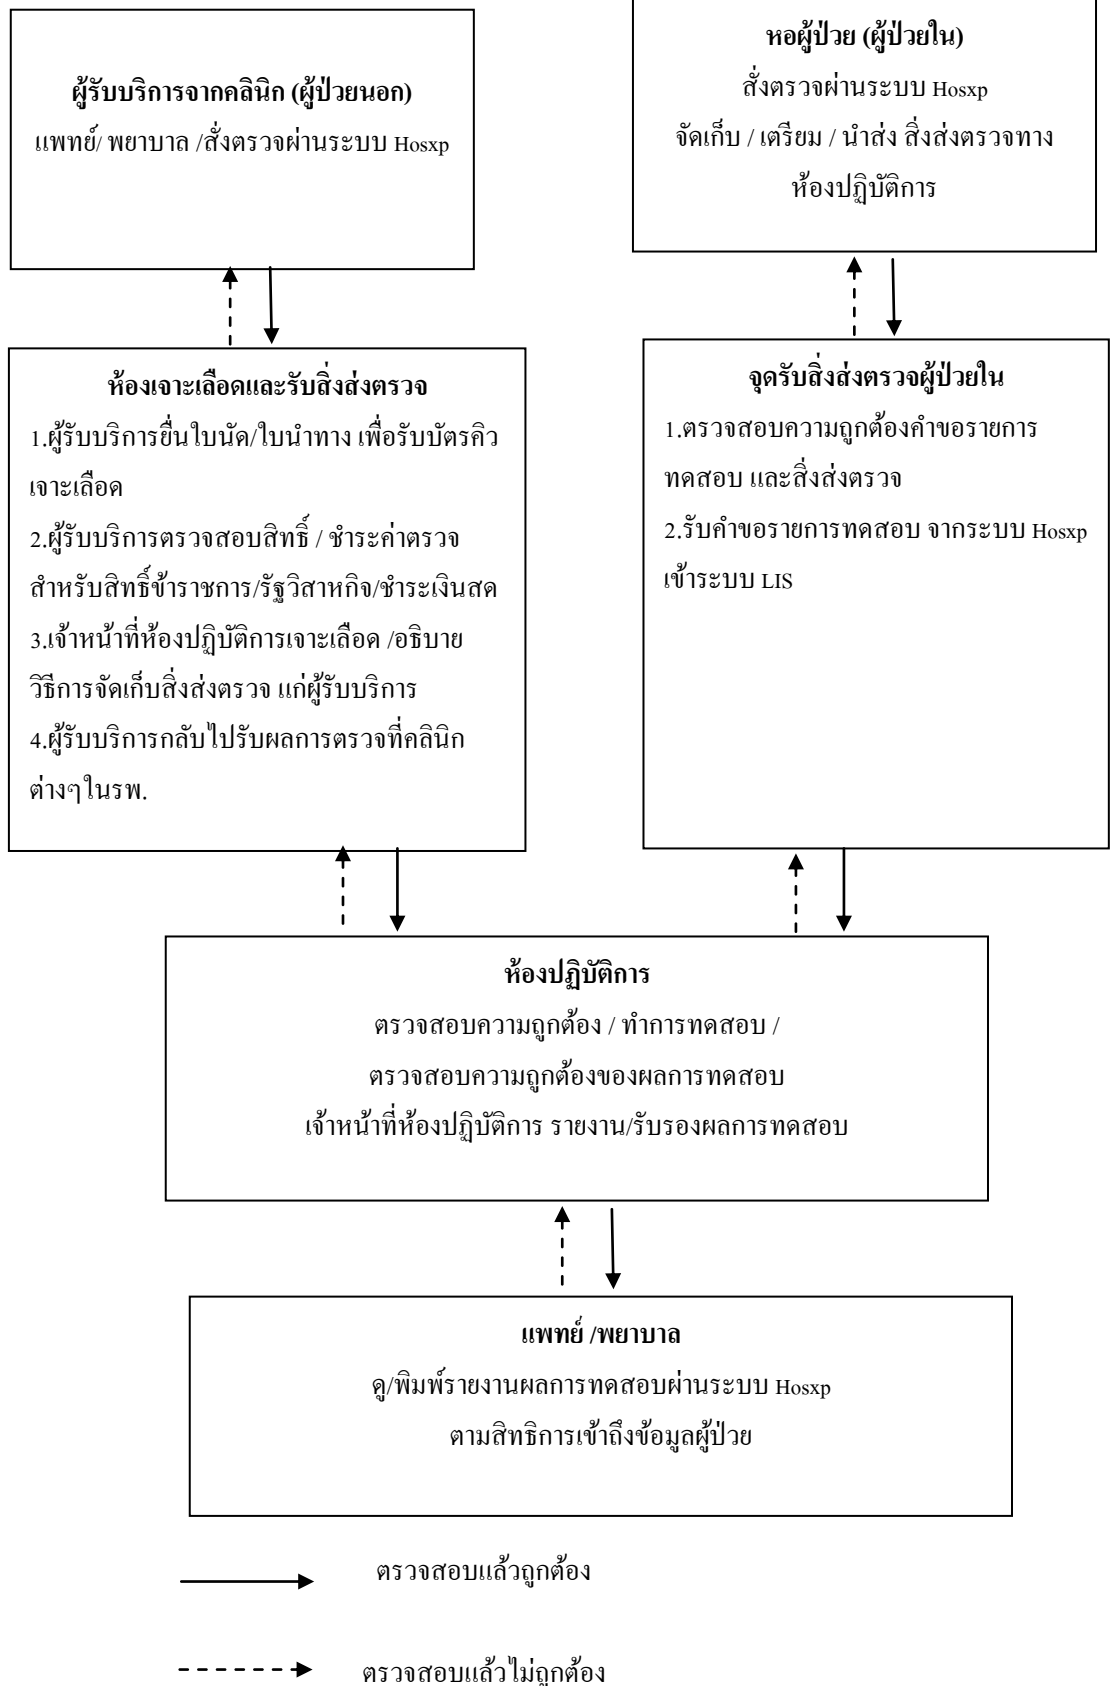 ผู้รับบริการจากคลินิก (ผู้ป่วยนอก)
แพทย์/ พยาบาล /สั่งตรวจผ่านระบบ Hosxp
หอผู้ป่วย (ผู้ป่วยใน)
สั่งตรวจผ่านระบบ Hosxp
จัดเก็บ / เตรียม / นำส่ง สิ่งส่งตรวจทาง
ห้องปฏิบัติการ
ห้องเจาะเลือดและรับสิ่งส่งตรวจ
1.ผู้รับบริการยื่นใบนัด/ใบนำทาง เพื่อรับบัตรคิว
เจาะเลือด
2.ผู้รับบริการตรวจสอบสิทธิ์ / ชำระค่าตรวจ
สำหรับสิทธิ์ข้าราชการ/รัฐวิสาหกิจ/ชำระเงินสด
3.เจ้าหน้าที่ห้องปฏิบัติการเจาะเลือด /อธิบาย
วิธีการจัดเก็บสิ่งส่งตรวจ แก่ผู้รับบริการ
4.ผู้รับบริการกลับไปรับผลการตรวจที่คลินิก
ต่างๆในรพ.
จุดรับสิ่งส่งตรวจผู้ป่วยใน
1.ตรวจสอบความถูกต้องคำขอรายการ
ทดสอบ และสิ่งส่งตรวจ
2.รับคำขอรายการทดสอบ จากระบบ Hosxp
เข้าระบบ LIS
ห้องปฏิบัติการ
ตรวจสอบความถูกต้อง / ทำการทดสอบ /
ตรวจสอบความถูกต้องของผลการทดสอบ
เจ้าหน้าที่ห้องปฏิบัติการ รายงาน/รับรองผลการทดสอบ
แพทย์ /พยาบาล
ดู/พิมพ์รายงานผลการทดสอบผ่านระบบ Hosxp
ตามสิทธิการเข้าถึงข้อมูลผู้ป่วย
ตรวจสอบแล้วถูกต้อง
ตรวจสอบแล้วไม่ถูกต้อง